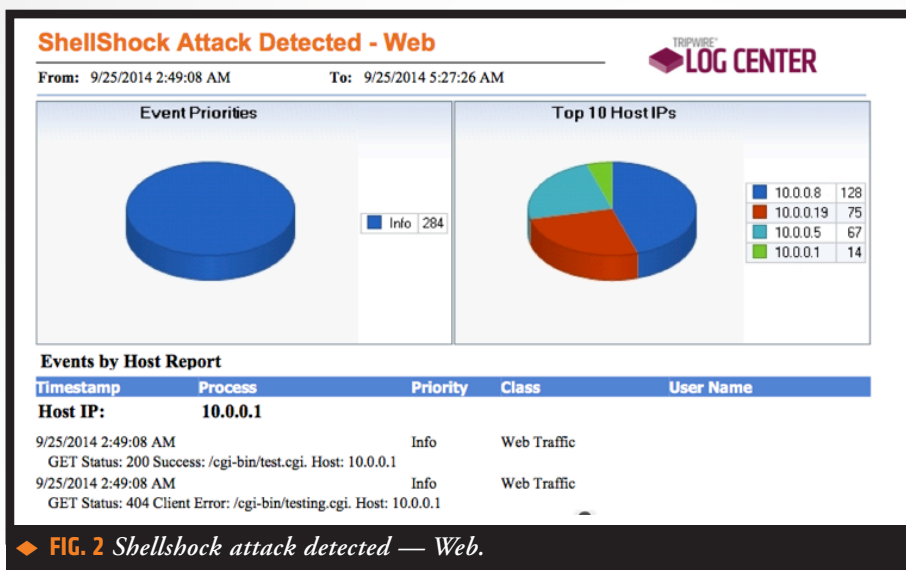 ShellShock Attack Detected - Web
TRIPWIRE
LOG CENTER
From: 9/25/2014 2:49:08 AM To: 9/25/2014 5:27:26 AM
Event Priorities
Info 284
Top 10 Host IPs
10.0.0.8 128
10.0.0.19 75
10.0.0.5 67
10.0.0.1 14
Events by Host Report
Timestamp Process Priority Class User Name
Host IP: 10.0.0.1
9/25/2014 2:49:08 AM Info Web Traffic
GET Status: 200 Success: /cgi-bin/test.cgi. Host: 10.0.0.1
9/25/2014 2:49:08 AM Info Web Traffic
GET Status: 404 Client Error: /cgi-bin/testing.cgi. Host: 10.0.0.1
FIG. 2 Shellshock attack detected — Web.